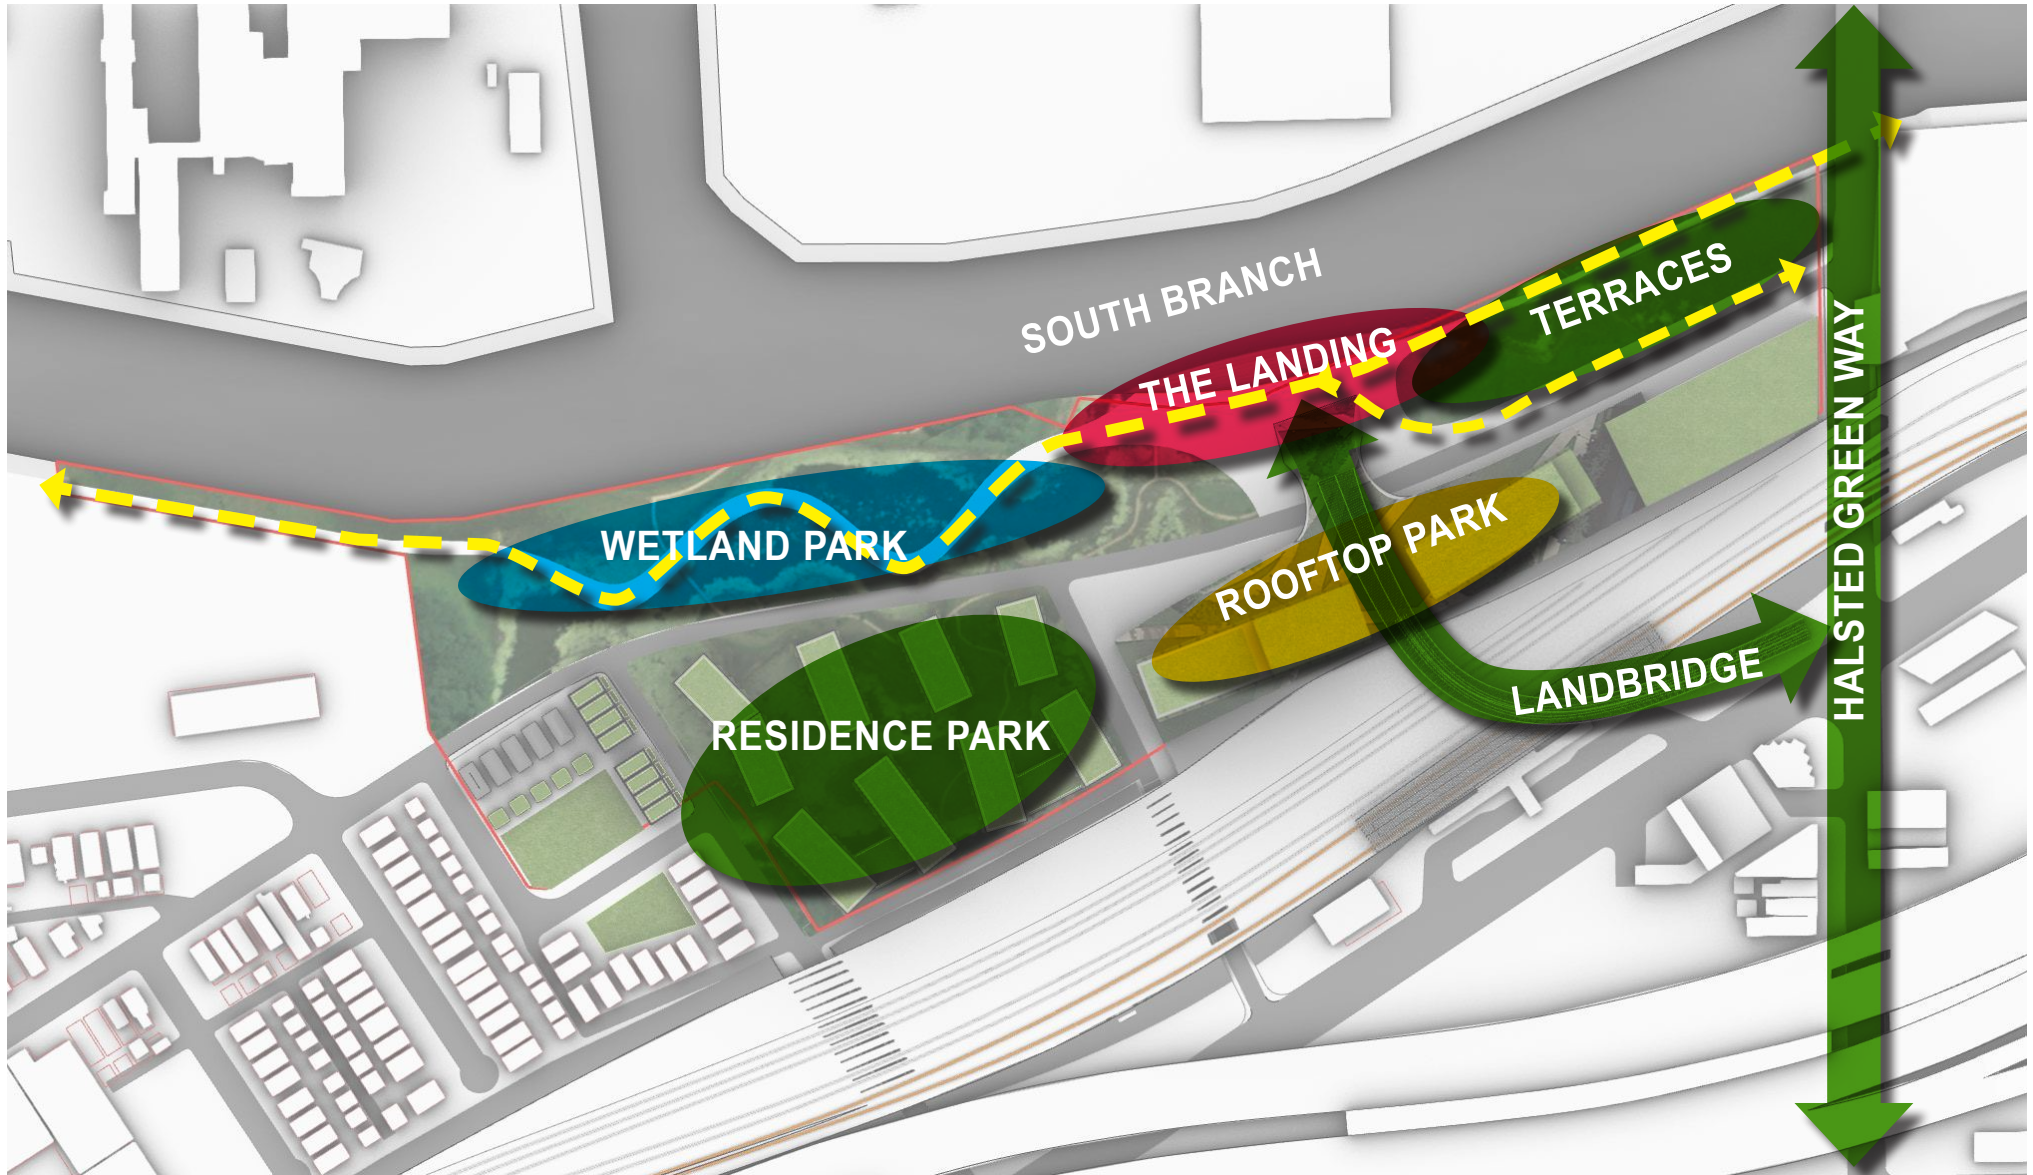 SOUTH BRANCH
TERRACES
THE LANDING
HALSTED GREEN WAY
WETLAND PARK
ROOFTOP PARK
LANDBRIDGE
RESIDENCE PARK